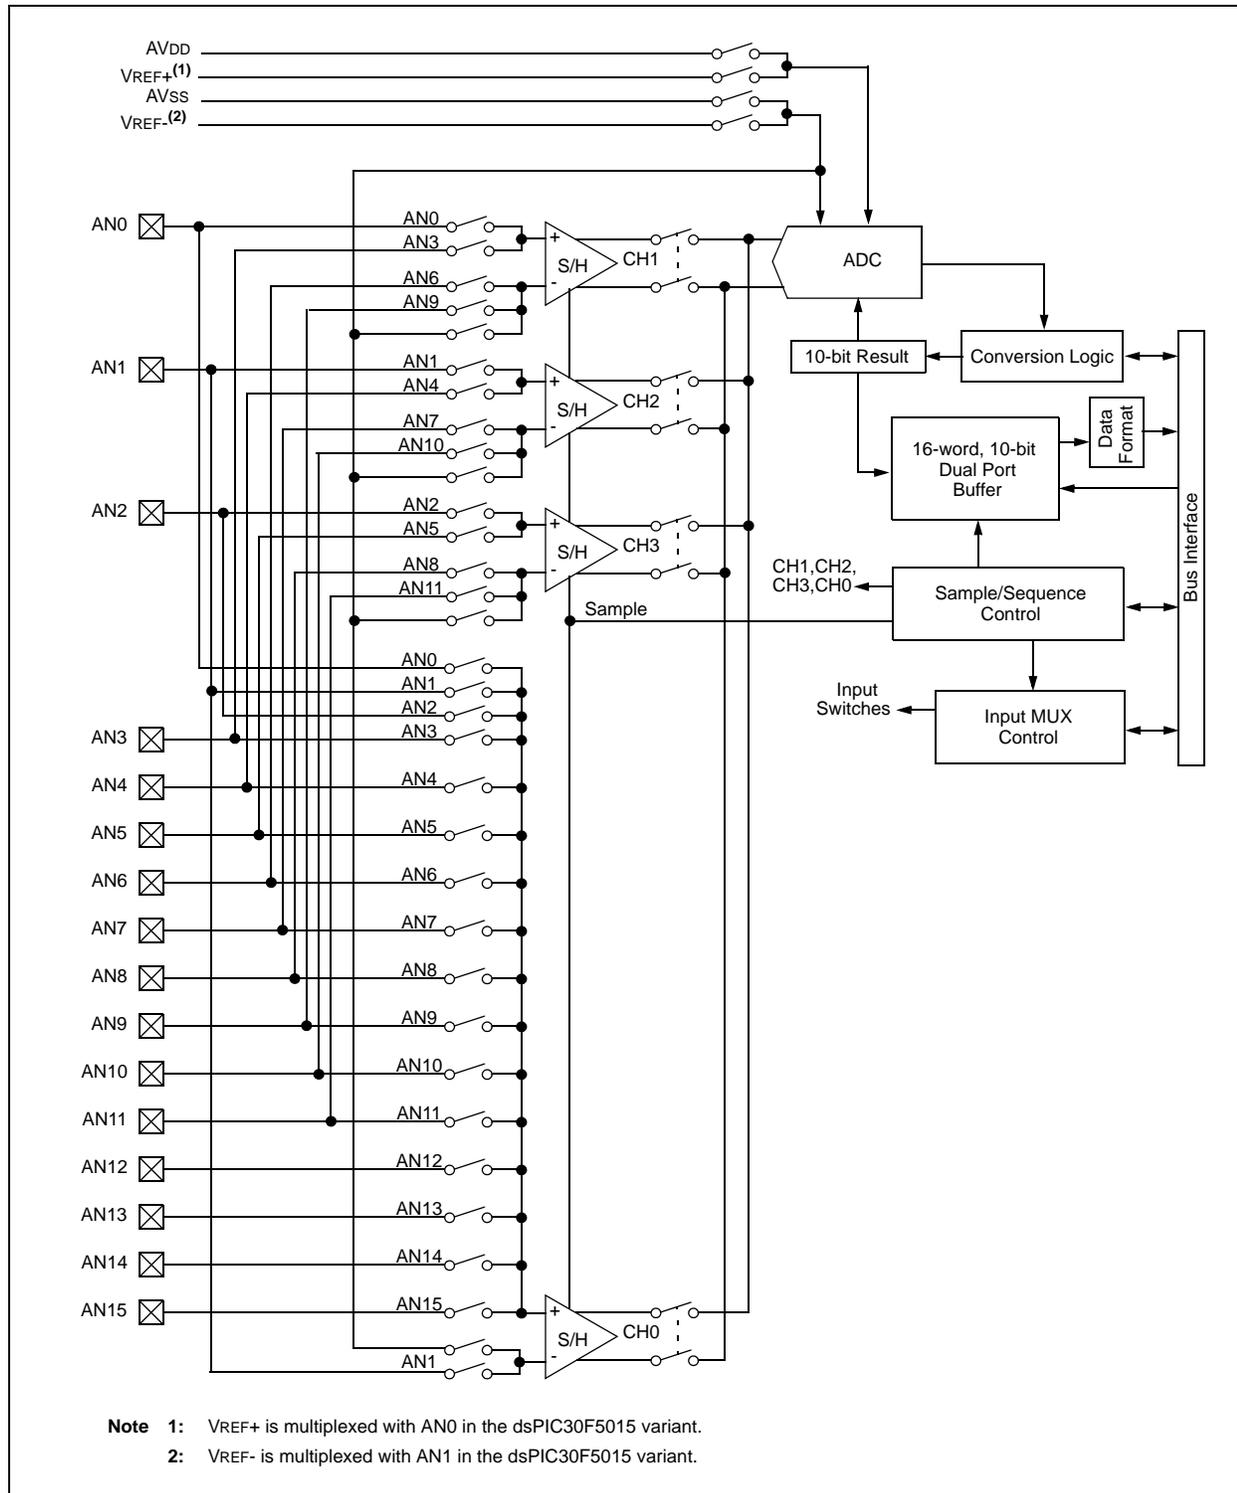 AVDD
VREF+(1)
AVSS
VREF-(2)
AN0
AN0
AN3
+
S/H
-
CH1
ADC
AN6
AN9
10-bit Result
Conversion Logic
AN1
AN1
AN4
+
S/H
-
CH2
AN7
AN10
16-word, 10-bit
Dual Port
Buffer
Data
Format
Bus Interface
AN2
AN2
AN5
+
S/H
-
CH3
AN8
AN11
CH1,CH2,
CH3,CH0
Sample/Sequence
Control
Sample
AN0
AN1
AN2
Input
Switches
Input MUX
Control
AN3
AN3
AN4
AN4
AN5
AN5
AN6
AN6
AN7
AN7
AN8
AN8
AN9
AN9
AN10
AN10
AN11
AN11
AN12
AN12
AN13
AN13
AN14
AN14
AN15
AN15
+
S/H
-
CH0
AN1
Note 1: VREF+ is multiplexed with AN0 in the dsPIC30F5015 variant.
2: VREF- is multiplexed with AN1 in the dsPIC30F5015 variant.